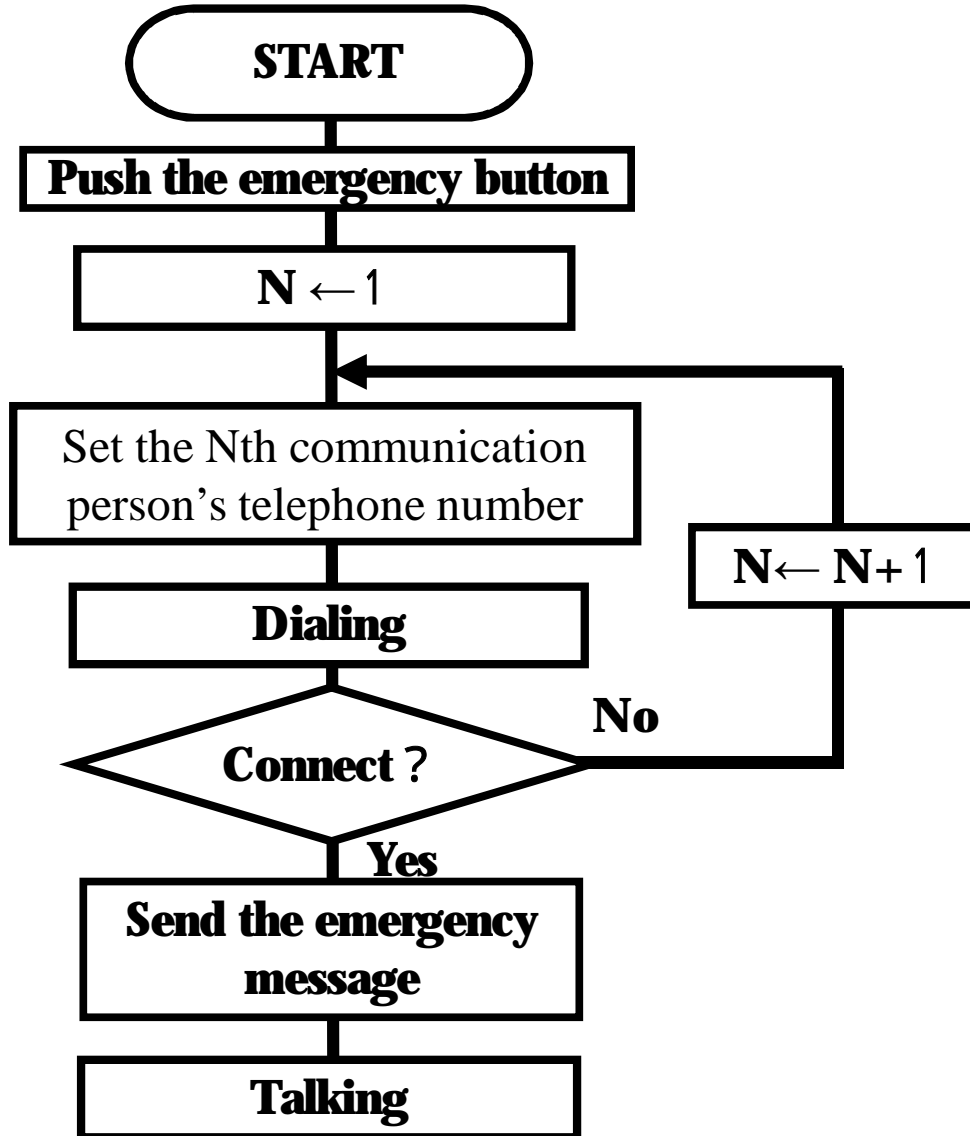 START
Push the emergency button
N ← 1
Set the Nth communication
person’s telephone number
N← N+1
Dialing
No
Connect ?
Yes
Send the emergency
message
Talking